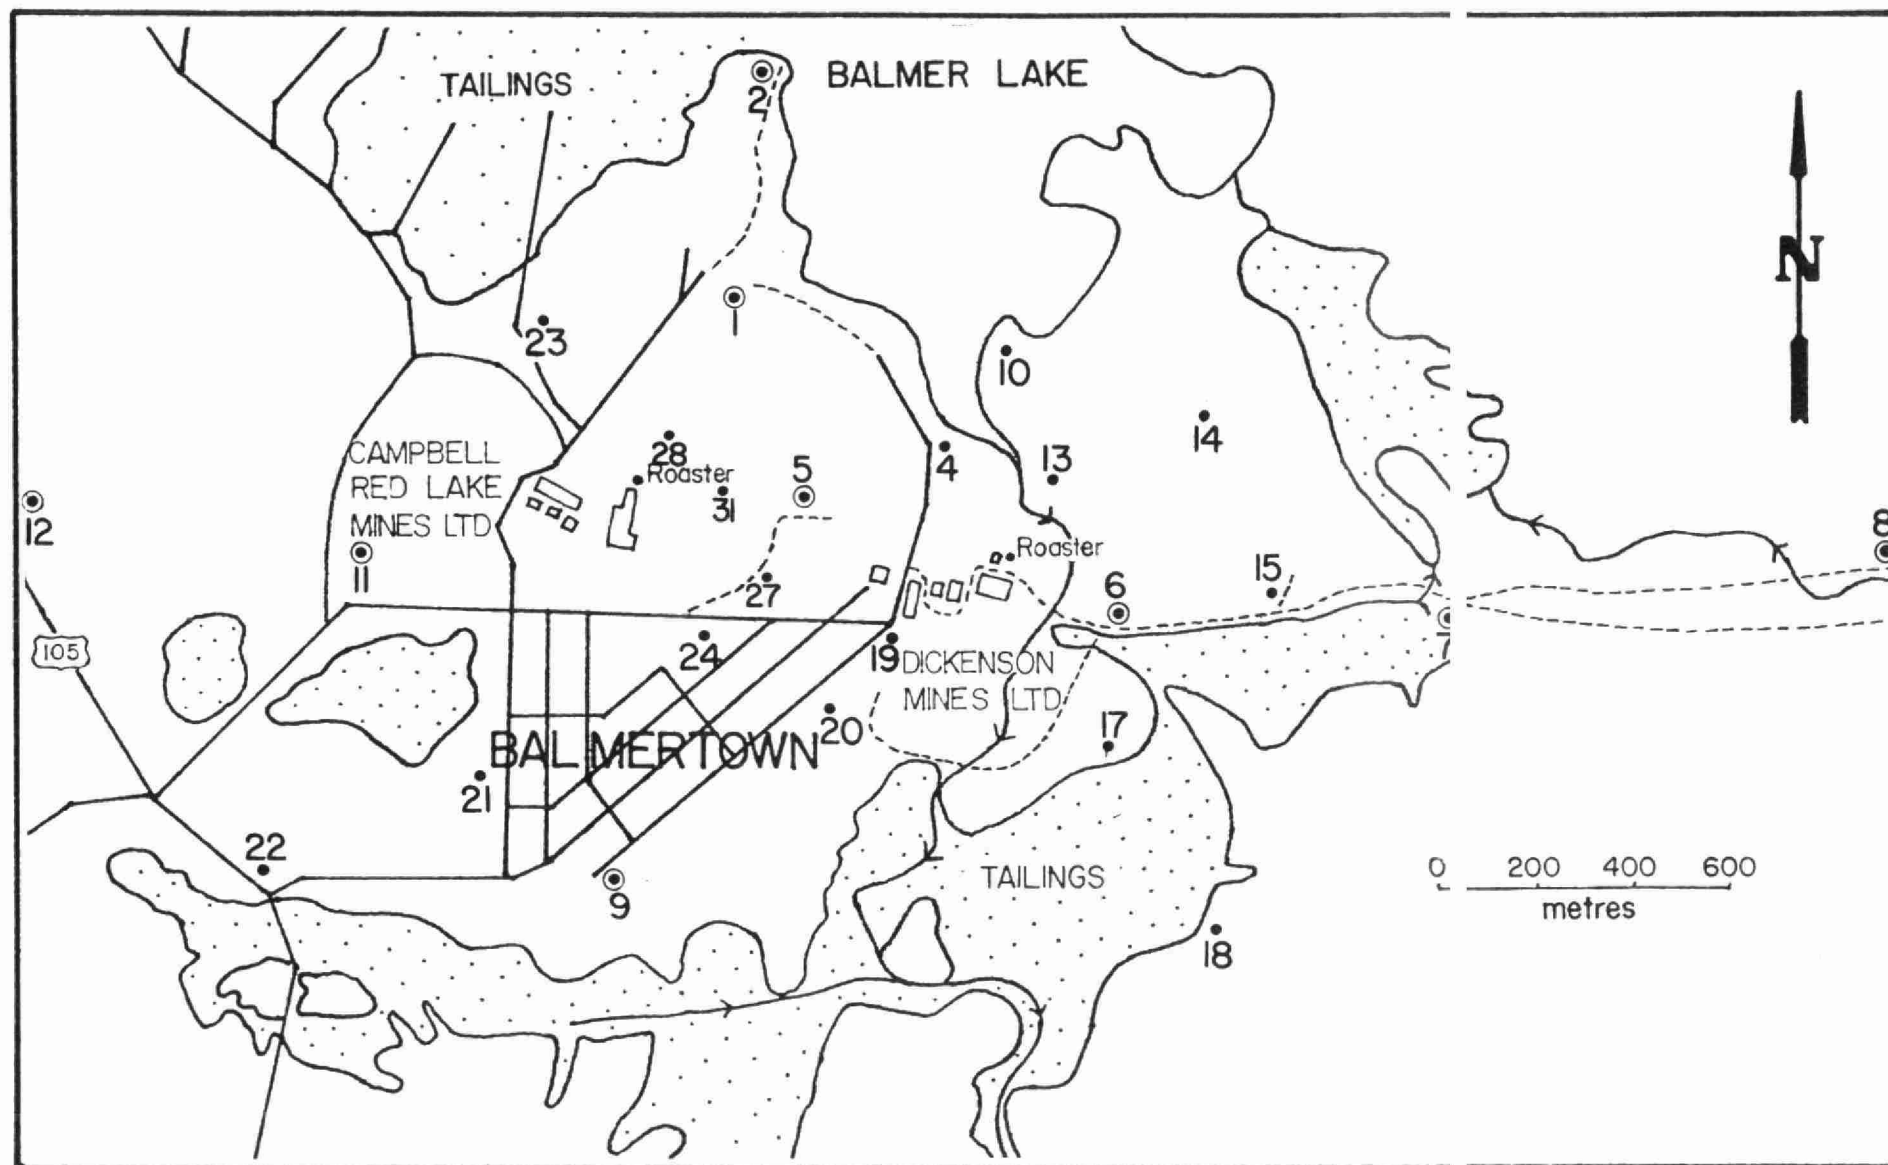 TAILINGS
2
BALMER LAKE
N
1
23
10
14
CAMPBELL
RED LAKE
MINES LTD
28
Roaster
31
5
4
13
12
11
Roaster
8
27
6
15
105
24
19
DICKENSON
MINES LTD
20
17
BALMERTOWN
21
22
9
TAILINGS
18
0 200 400 600
metres